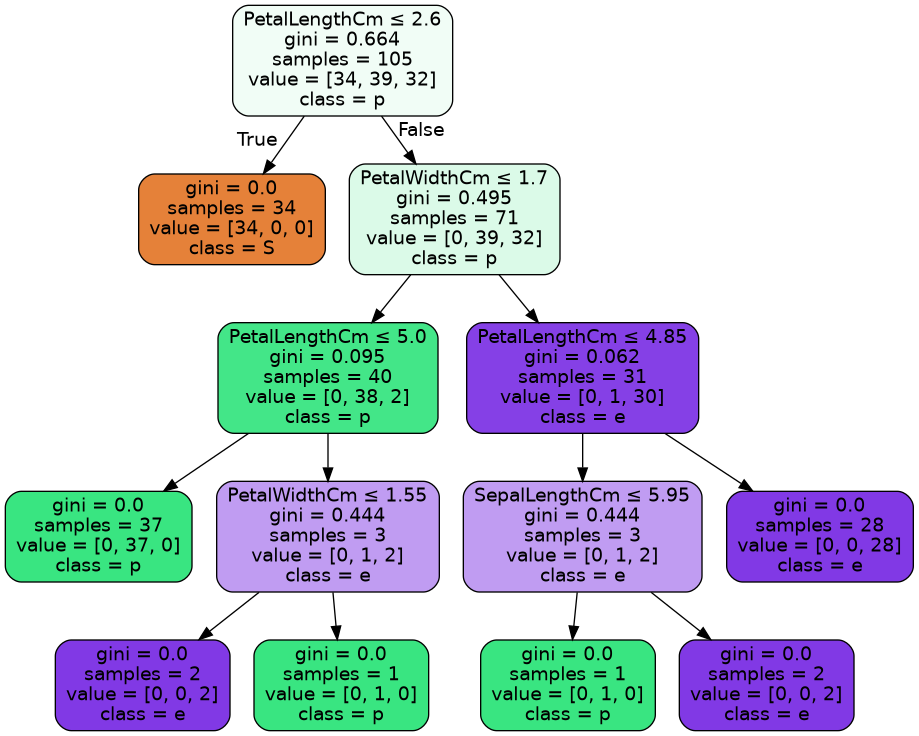 PetalLengthCm ≤ 2.6
gini = 0.664
samples = 105
value = [34, 39, 32]
class = p
True
False
gini = 0.0
samples = 34
value = [34, 0, 0]
class = S
PetalWidthCm ≤ 1.7
gini = 0.495
samples = 71
value = [0, 39, 32]
class = p
PetalLengthCm ≤ 5.0
gini = 0.095
samples = 40
value = [0, 38, 2]
class = p
PetalLengthCm ≤ 4.85
gini = 0.062
samples = 31
value = [0, 1, 30]
class = e
gini = 0.0
samples = 37
value = [0, 37, 0]
class = p
PetalWidthCm ≤ 1.55
gini = 0.444
samples = 3
value = [0, 1, 2]
class = e
SepalLengthCm ≤ 5.95
gini = 0.444
samples = 3
value = [0, 1, 2]
class = e
gini = 0.0
samples = 28
value = [0, 0, 28]
class = e
gini = 0.0
samples = 2
value = [0, 0, 2]
class = e
gini = 0.0
samples = 1
value = [0, 1, 0]
class = p
gini = 0.0
samples = 1
value = [0, 1, 0]
class = p
gini = 0.0
samples = 2
value = [0, 0, 2]
class = e